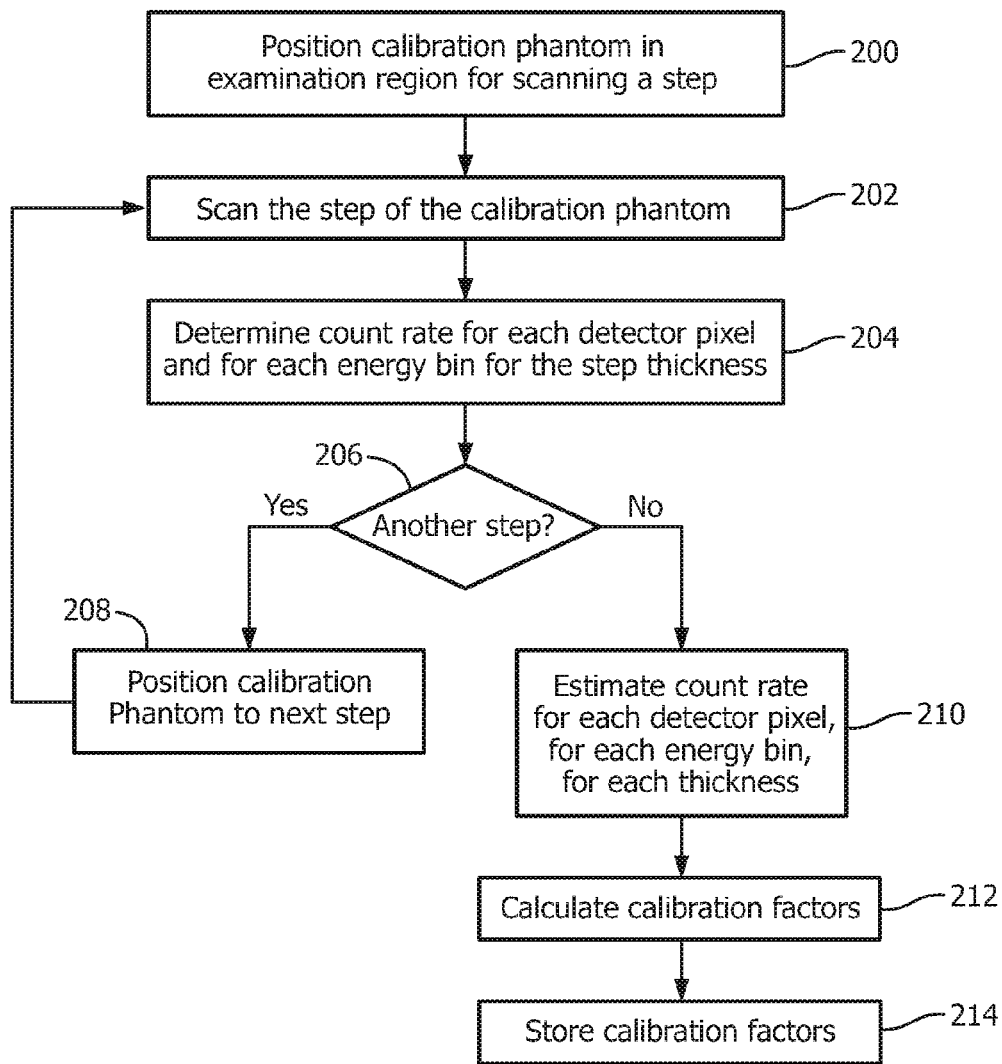 Position calibration phantom in
examination region for scanning a step
200
Scan the step of the calibration phantom
202
Determine count rate for each detector pixel
and for each energy bin for the step thickness
204
206
Yes
Another step?
No
208
Position calibration
Phantom to next step
Estimate count rate
for each detector pixel,
for each energy bin,
for each thickness
210
Calculate calibration factors
212
Store calibration factors
214